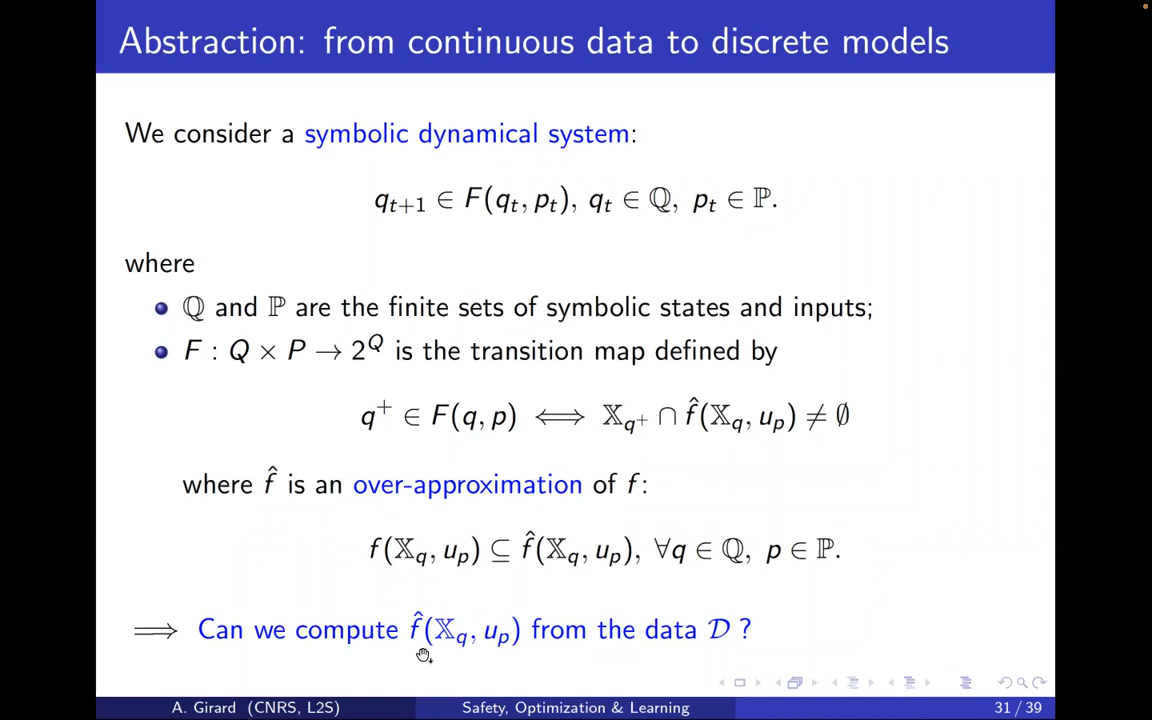 Abstraction: from continuous data to discrete models
We consider a symbolic dynamical system:
q_{t+1} ∈ F(q_t, p_t), q_t ∈ ℚ, p_t ∈ ℙ.
where
ℚ and ℙ are the finite sets of symbolic states and inputs;
F : Q × P → 2^Q is the transition map defined by
q^+ ∈ F(q, p) ⟺ 𝕏_{q^+} ∩ f̂(𝕏_q, u_p) ≠ ∅
where f̂ is an over-approximation of f:
f(𝕏_q, u_p) ⊆ f̂(𝕏_q, u_p), ∀q ∈ ℚ, p ∈ ℙ.
⟹ Can we compute f̂(𝕏_q, u_p) from the data 𝒟 ?
A. Girard (CNRS, L2S) Safety, Optimization & Learning 31 / 39